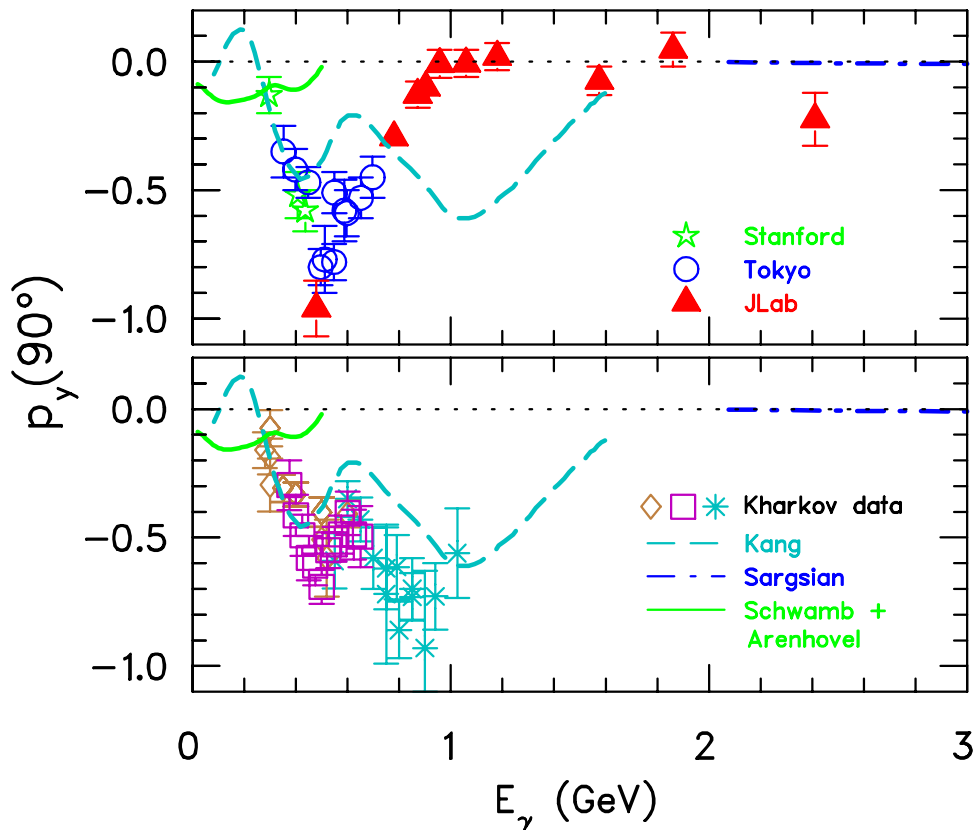 0.0
−0.5
−1.0
Stanford
Tokyo
JLab
p_y(90°)
0.0
−0.5
−1.0
Kharkov data
Kang
Sargsian
Schwamb +
Arenhovel
0 1 2 3
E_γ (GeV)